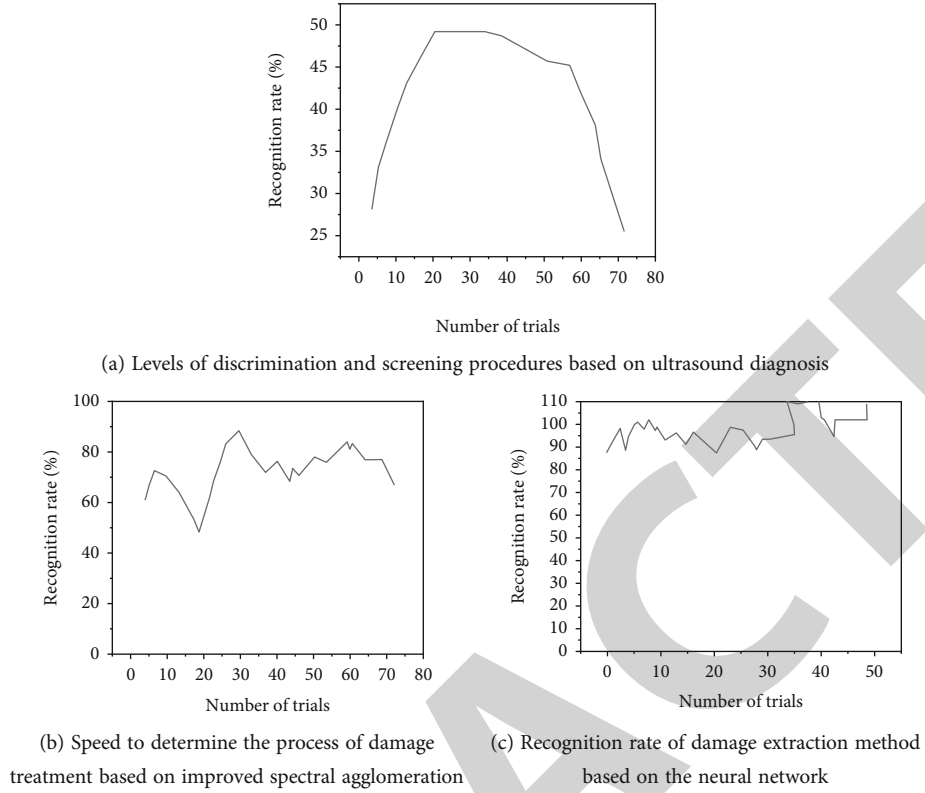 50
45
40
35
30
25
Recognition rate (%)
0 10 20 30 40 50 60 70 80
Number of trials
(a) Levels of discrimination and screening procedures based on ultrasound diagnosis
100
80
60
40
20
0
Recognition rate (%)
0 10 20 30 40 50 60 70 80
Number of trials
(b) Speed to determine the process of damage
treatment based on improved spectral agglomeration
110
100
90
80
70
60
50
40
30
20
10
0
Recognition rate (%)
0 10 20 30 40 50
Number of trials
(c) Recognition rate of damage extraction method
based on the neural network